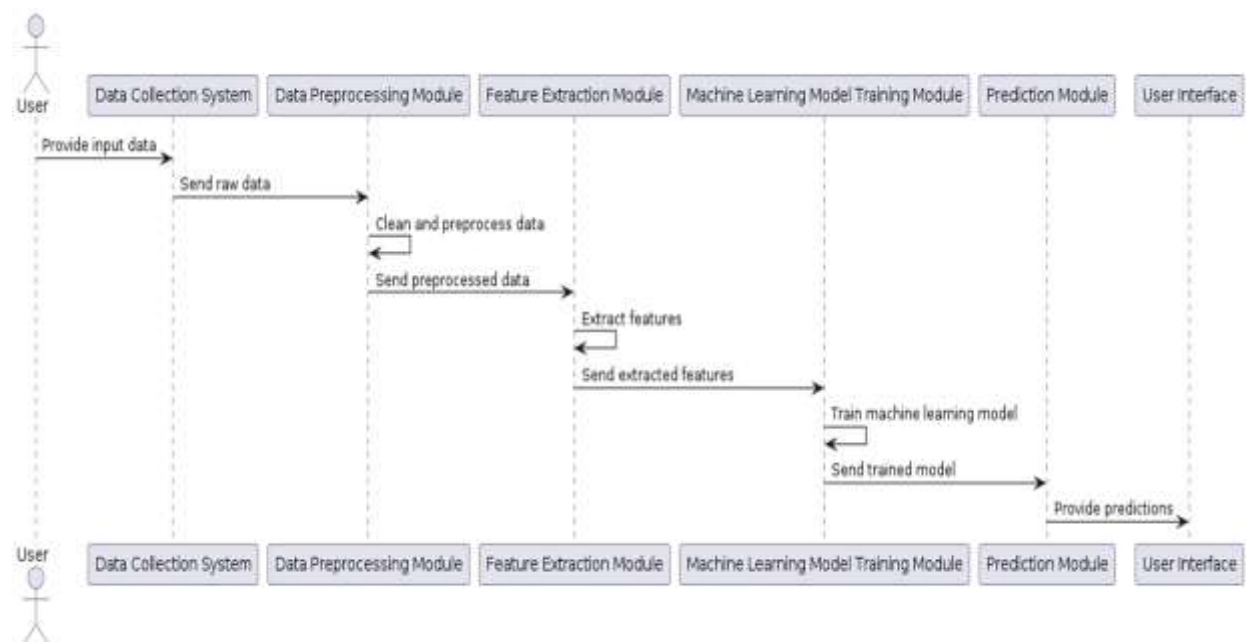 User
Data Collection System
Data Preprocessing Module
Feature Extraction Module
Machine Learning Model Training Module
Prediction Module
User Interface
Provide input data
Send raw data
Clean and preprocess data
Send preprocessed data
Extract features
Send extracted features
Train machine learning model
Send trained model
Provide predictions
User
Data Collection System
Data Preprocessing Module
Feature Extraction Module
Machine Learning Model Training Module
Prediction Module
User Interface